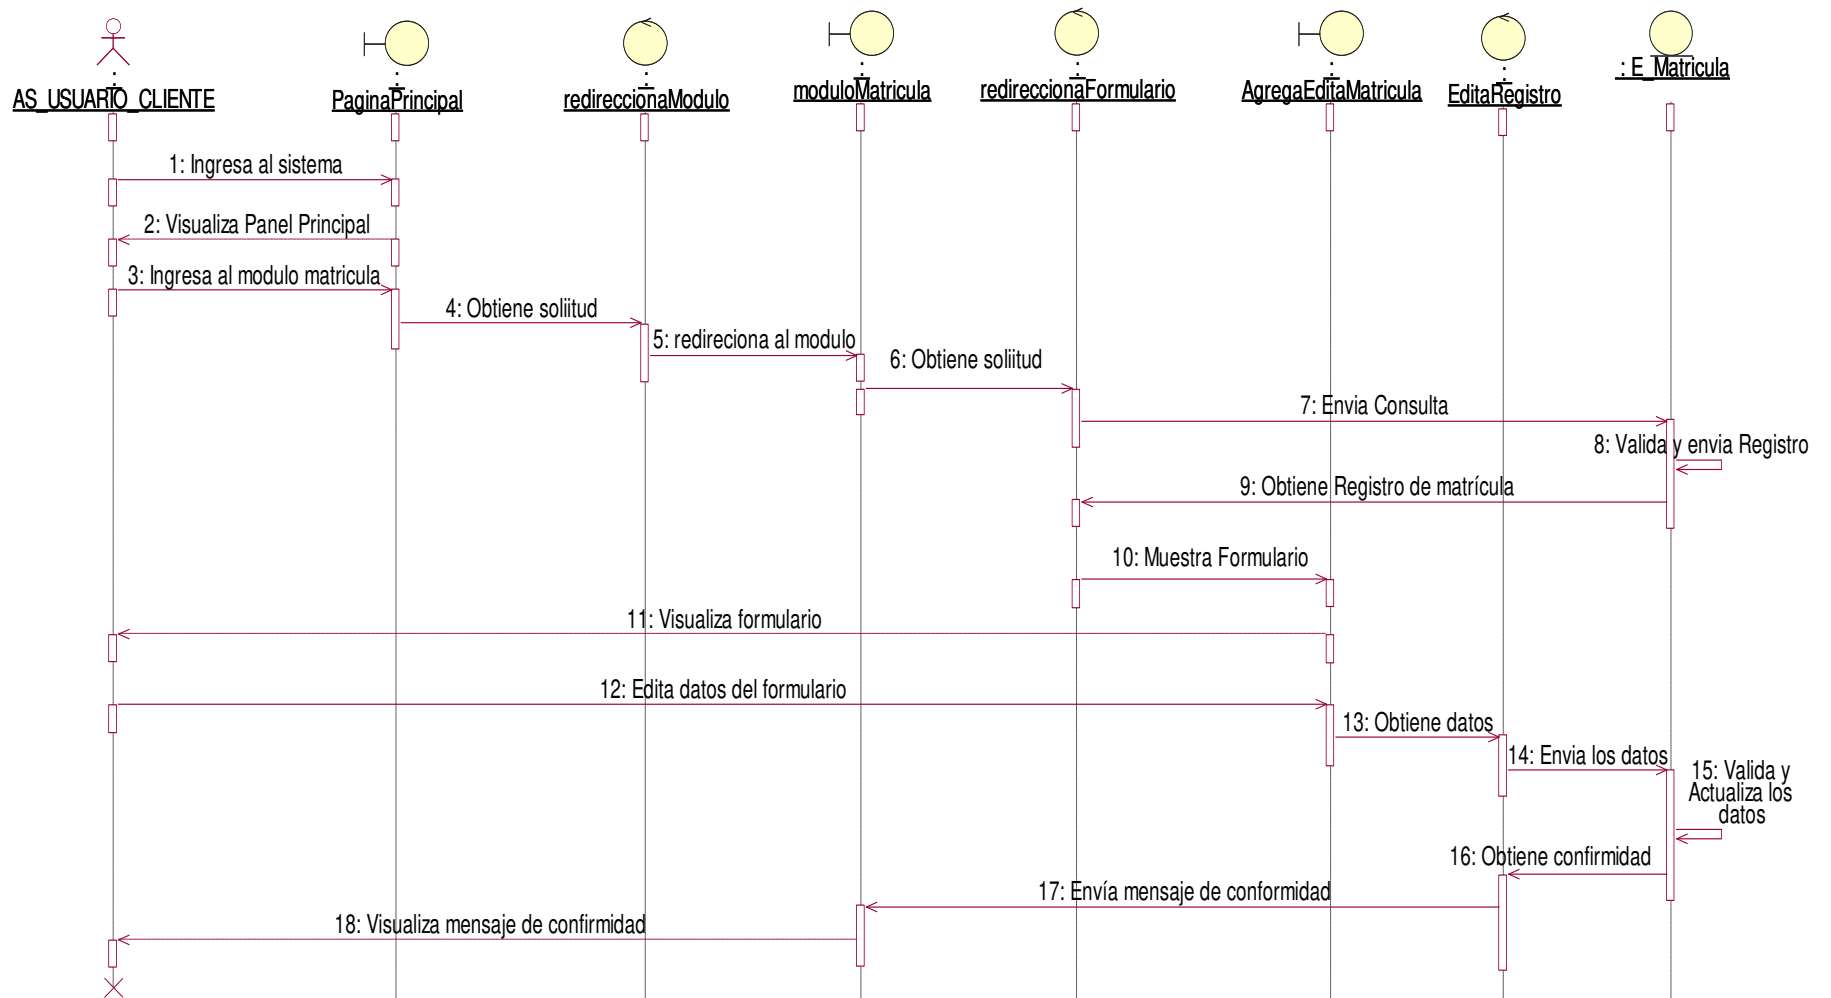 : AS_USUARIO_CLIENTE
: PaginaPrincipal
: redireccionaModulo
: moduloMatricula
: redireccionaFormulario
: AgregaEditaMatricula
: EditaRegistro
: E_Matricula
1: Ingresa al sistema
2: Visualiza Panel Principal
3: Ingresa al modulo matricula
4: Obtiene soliitud
5: redireciona al modulo
6: Obtiene soliitud
7: Envia Consulta
8: Valida y envia Registro
9: Obtiene Registro de matrícula
10: Muestra Formulario
11: Visualiza formulario
12: Edita datos del formulario
13: Obtiene datos
14: Envia los datos
15: Valida y
Actualiza los
datos
16: Obtiene confirmidad
17: Envía mensaje de conformidad
18: Visualiza mensaje de confirmidad